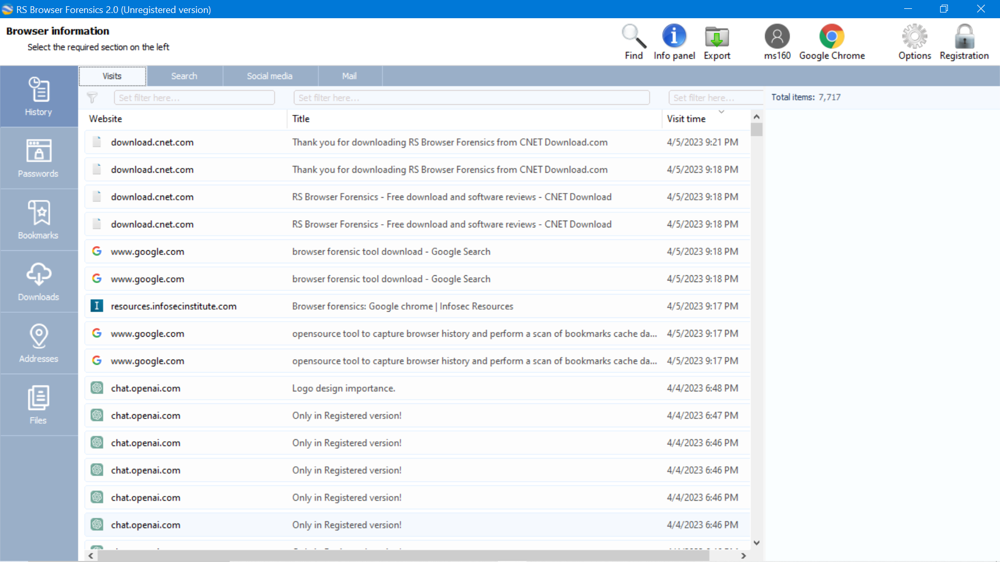 RS Browser Forensics 2.0 (Unregistered version)
Browser information
Select the required section on the left
Find
Info panel
Export
ms160
Google Chrome
Options
Registration
History
Passwords
Bookmarks
Downloads
Addresses
Files
Visits Search Social media Mail
Set filter here... Set filter here... Set filter here... Total items: 7,717
Website Title Visit time
download.cnet.com Thank you for downloading RS Browser Forensics from CNET Download.com 4/5/2023 9:21 PM
download.cnet.com Thank you for downloading RS Browser Forensics from CNET Download.com 4/5/2023 9:18 PM
download.cnet.com RS Browser Forensics - Free download and software reviews - CNET Download 4/5/2023 9:18 PM
download.cnet.com RS Browser Forensics - Free download and software reviews - CNET Download 4/5/2023 9:18 PM
www.google.com browser forensic tool download - Google Search 4/5/2023 9:18 PM
www.google.com browser forensic tool download - Google Search 4/5/2023 9:18 PM
resources.infosecinstitute.com Browser forensics: Google chrome | Infosec Resources 4/5/2023 9:17 PM
www.google.com opensource tool to capture browser history and perform a scan of bookmarks cache da... 4/5/2023 9:17 PM
www.google.com opensource tool to capture browser history and perform a scan of bookmarks cache da... 4/5/2023 9:17 PM
chat.openai.com Logo design importance. 4/4/2023 6:48 PM
chat.openai.com Only in Registered version! 4/4/2023 6:47 PM
chat.openai.com Only in Registered version! 4/4/2023 6:46 PM
chat.openai.com Only in Registered version! 4/4/2023 6:46 PM
chat.openai.com Only in Registered version! 4/4/2023 6:46 PM
chat.openai.com Only in Registered version! 4/4/2023 6:46 PM